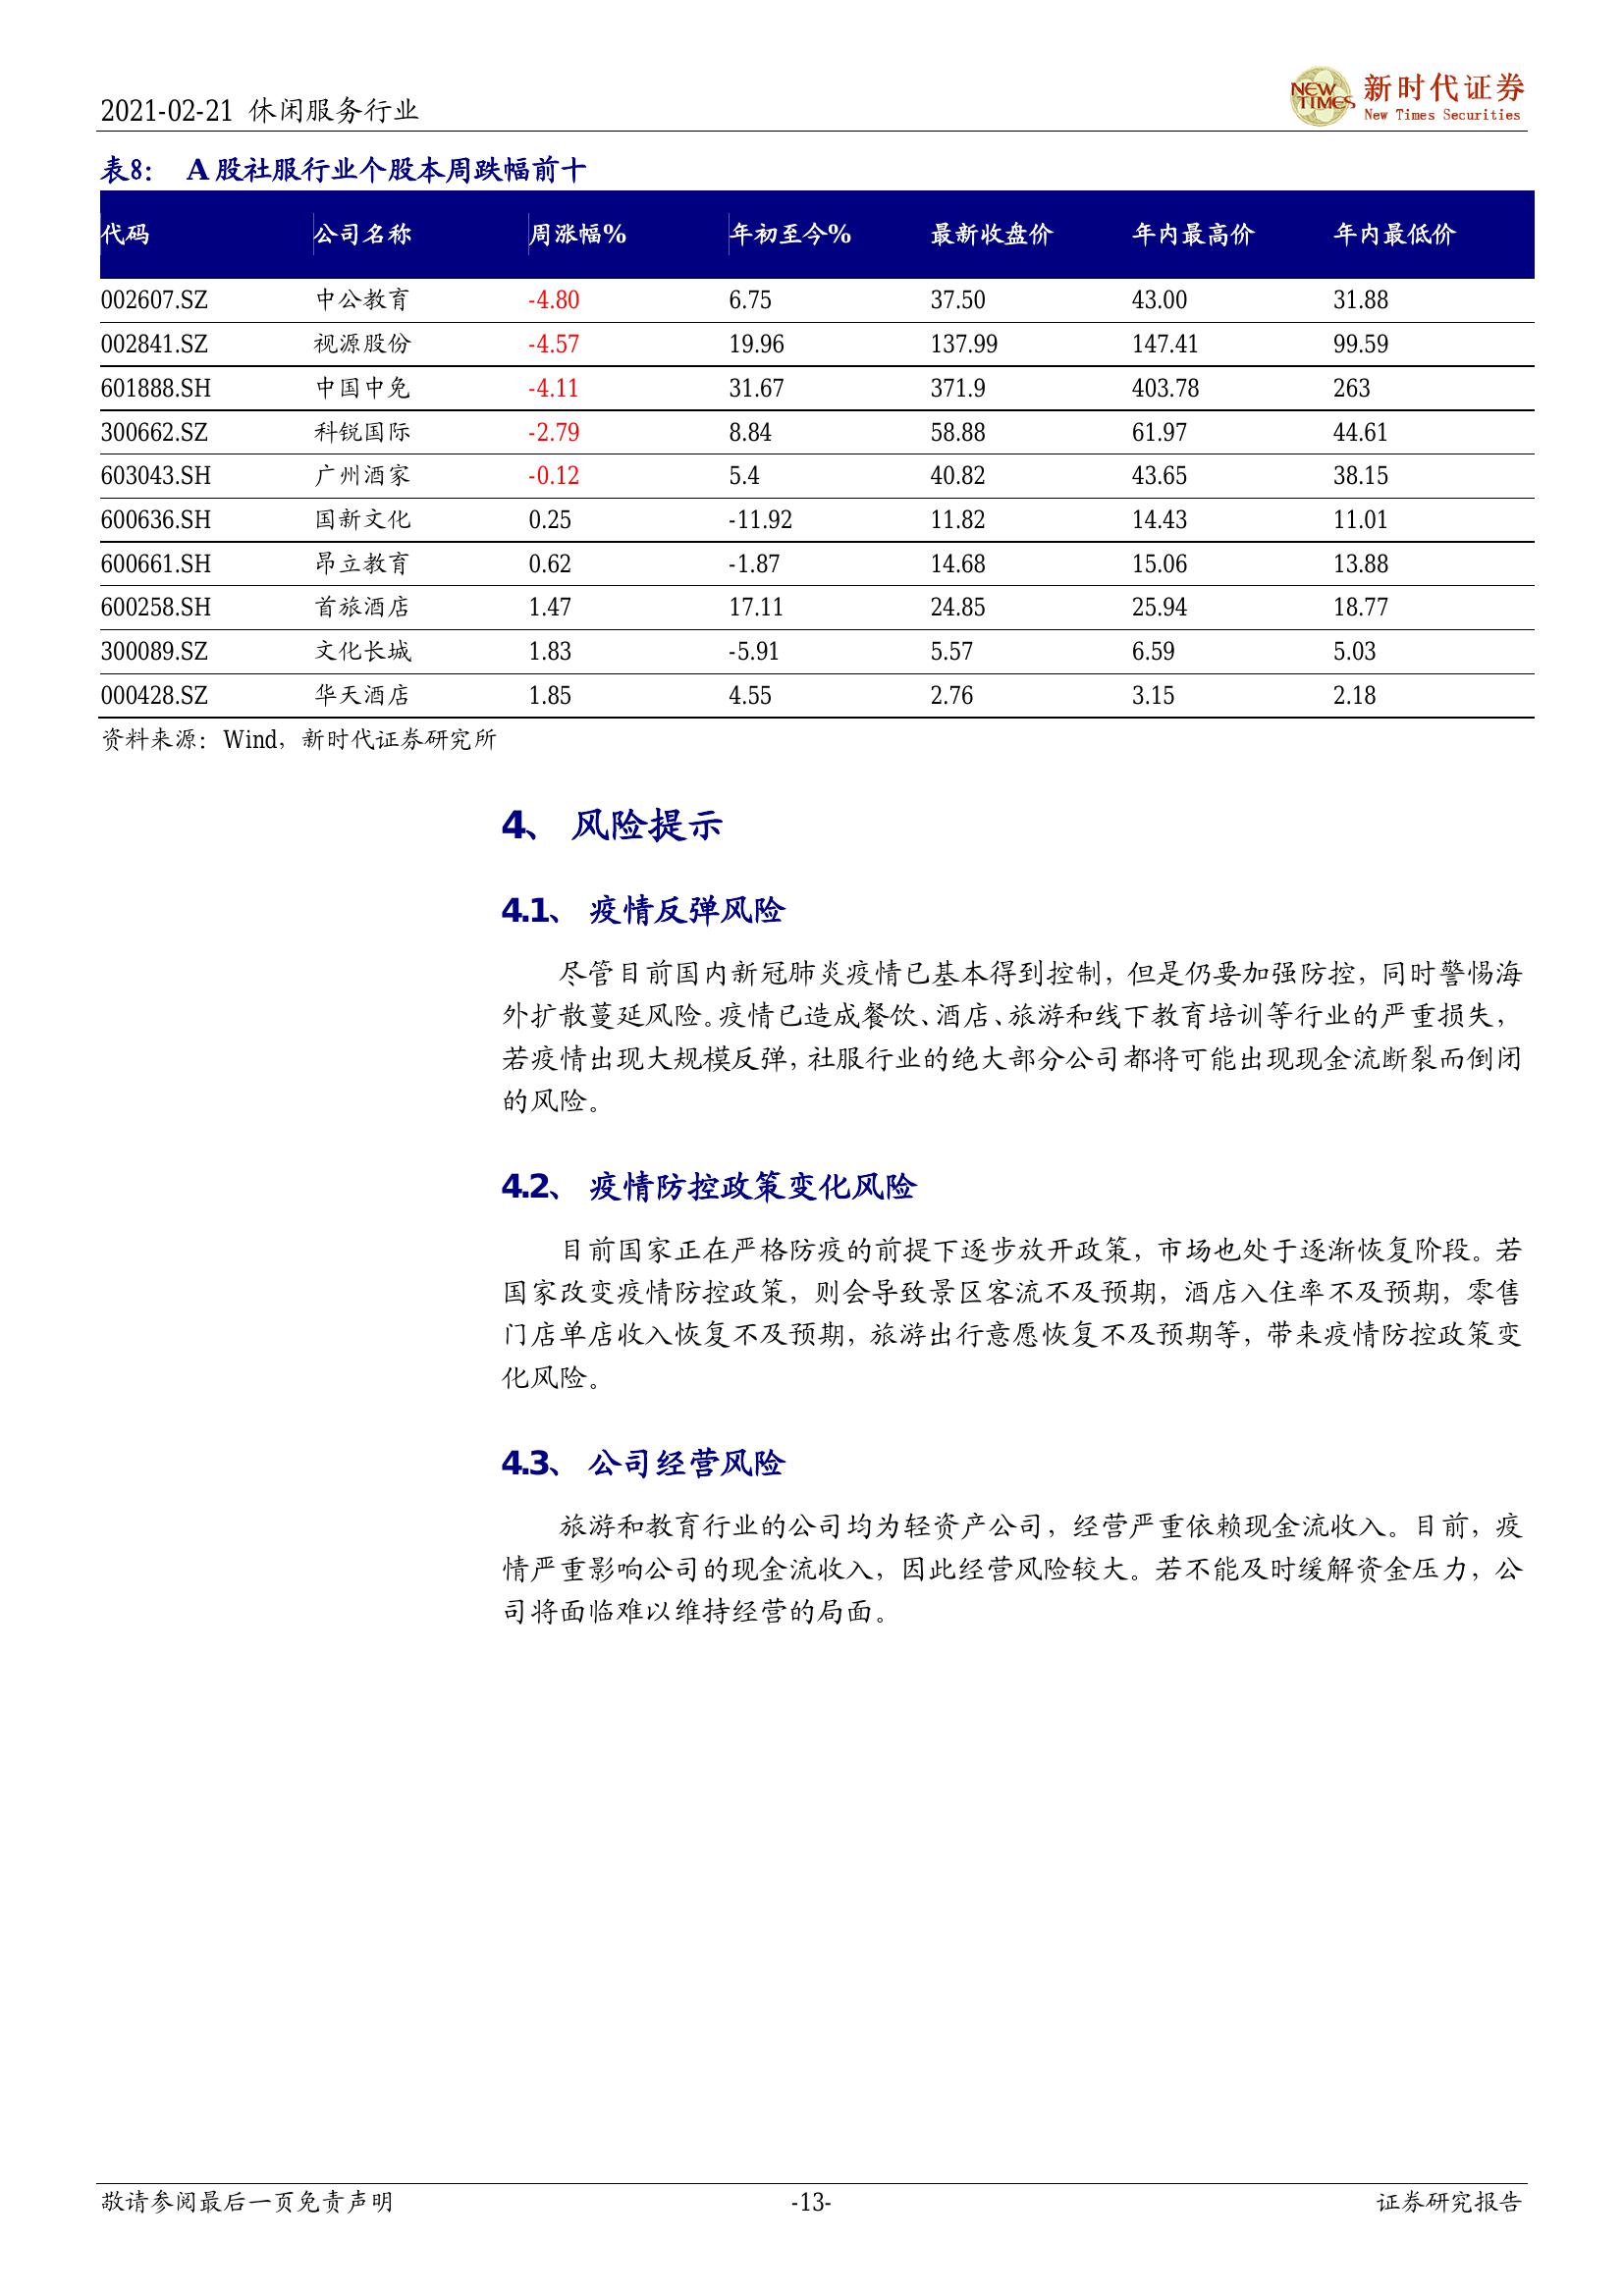 2021-02-21 休闲服务行业
NEW TIMES 新时代证券
New Times Securities
表8： A股社服行业个股本周跌幅前十
代码 公司名称 周涨幅% 年初至今% 最新收盘价 年内最高价 年内最低价
002607.SZ 中公教育 -4.80 6.75 37.50 43.00 31.88
002841.SZ 视源股份 -4.57 19.96 137.99 147.41 99.59
601888.SH 中国中免 -4.11 31.67 371.9 403.78 263
300662.SZ 科锐国际 -2.79 8.84 58.88 61.97 44.61
603043.SH 广州酒家 -0.12 5.4 40.82 43.65 38.15
600636.SH 国新文化 0.25 -11.92 11.82 14.43 11.01
600661.SH 昂立教育 0.62 -1.87 14.68 15.06 13.88
600258.SH 首旅酒店 1.47 17.11 24.85 25.94 18.77
300089.SZ 文化长城 1.83 -5.91 5.57 6.59 5.03
000428.SZ 华天酒店 1.85 4.55 2.76 3.15 2.18
资料来源：Wind，新时代证券研究所
4、 风险提示
4.1、 疫情反弹风险
尽管目前国内新冠肺炎疫情已基本得到控制，但是仍要加强防控，同时警惕海
外扩散蔓延风险。疫情已造成餐饮、酒店、旅游和线下教育培训等行业的严重损失，
若疫情出现大规模反弹，社服行业的绝大部分公司都将可能出现现金流断裂而倒闭
的风险。
4.2、 疫情防控政策变化风险
目前国家正在严格防疫的前提下逐步放开政策，市场也处于逐渐恢复阶段。若
国家改变疫情防控政策，则会导致景区客流不及预期，酒店入住率不及预期，零售
门店单店收入恢复不及预期，旅游出行意愿恢复不及预期等，带来疫情防控政策变
化风险。
4.3、 公司经营风险
旅游和教育行业的公司均为轻资产公司，经营严重依赖现金流收入。目前，疫
情严重影响公司的现金流收入，因此经营风险较大。若不能及时缓解资金压力，公
司将面临难以维持经营的局面。
敬请参阅最后一页免责声明 -13- 证券研究报告